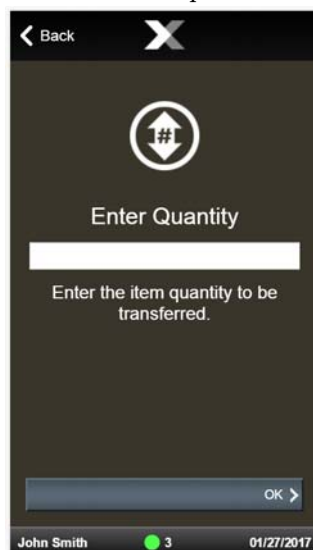 Back
#
Enter Quantity
Enter the item quantity to be
transferred.
OK
John Smith 3 01/27/2017